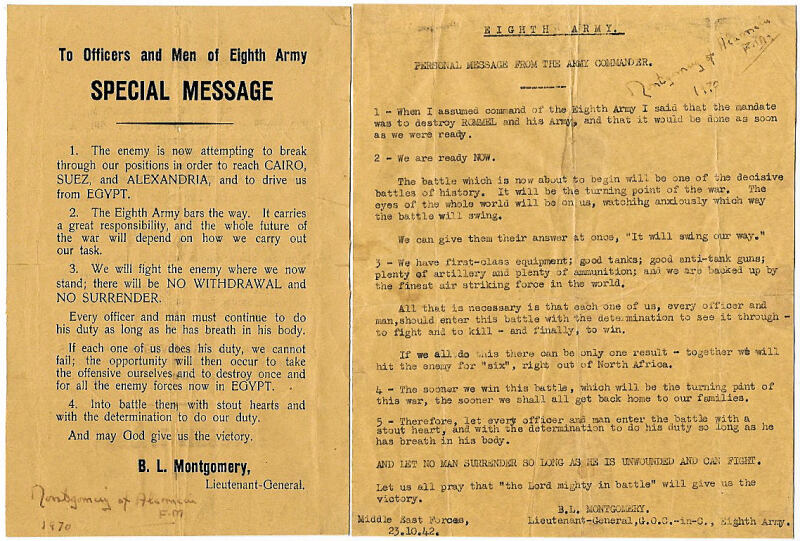 To Officers and Men of Eighth Army
SPECIAL MESSAGE
1. The enemy is now attempting to break
through our positions in order to reach CAIRO,
SUEZ, and ALEXANDRIA, and to drive us
from EGYPT.
2. The Eighth Army bars the way. It carries
a great responsibility, and the whole future of
the war will depend on how we carry out
our task.
3. We will fight the enemy where we now
stand; there will be NO WITHDRAWAL and
NO SURRENDER.
Every officer and man must continue to do
his duty as long as he has breath in his body.
If each one of us does his duty, we cannot
fail; the opportunity will then occur to take
the offensive ourselves and to destroy once and
for all the enemy forces now in EGYPT.
4. Into battle then with stout hearts and
with the determination to do our duty.
And may God give us the victory.
B. L. Montgomery,
Lieutenant-General.
Montgomery of Alamein
F.M.
1970
EIGHTH ARMY.
PERSONAL MESSAGE FROM THE ARMY COMMANDER.
Montgomery of Alamein
F.M.
1970
1 - When I assumed command of the Eighth Army I said that the mandate
was to destroy ROMMEL and his Army, and that it would be done as soon
as we were ready.
2 - We are ready NOW.
The battle which is now about to begin will be one of the decisive
battles of history. It will be the turning point of the war. The
eyes of the whole world will be on us, watching anxiously which way
the battle will swing.
We can give them their answer at once, "It will swing our way."
3 - We have first-class equipment; good tanks; good anti-tank guns;
plenty of artillery and plenty of ammunition; and we are backed up by
the finest air striking force in the world.
All that is necessary is that each one of us, every officer and
man,should enter this battle with the determination to see it through -
to fight and to kill - and finally, to win.
If we all do this there can be only one result - together we will
hit the enemy for "six", right out of North Africa.
4 - The sooner we win this battle, which will be the turning pint of
this war, the sooner we shall all get back home to our families.
5 - Therefore, let every officer and man enter the battle with a
stout heart, and with the determination to do his duty so long as he
has breath in his body.
AND LET NO MAN SURRENDER SO LONG AS HE IS UNWOUNDED AND CAN FIGHT.
Let us all pray that "the Lord mighty in battle" will give us the
victory.
B.L. MONTGOMERY.
Middle East Forces,
Lieutenant-General,G.O.C.-in-C., Eighth Army.
23.10.42.